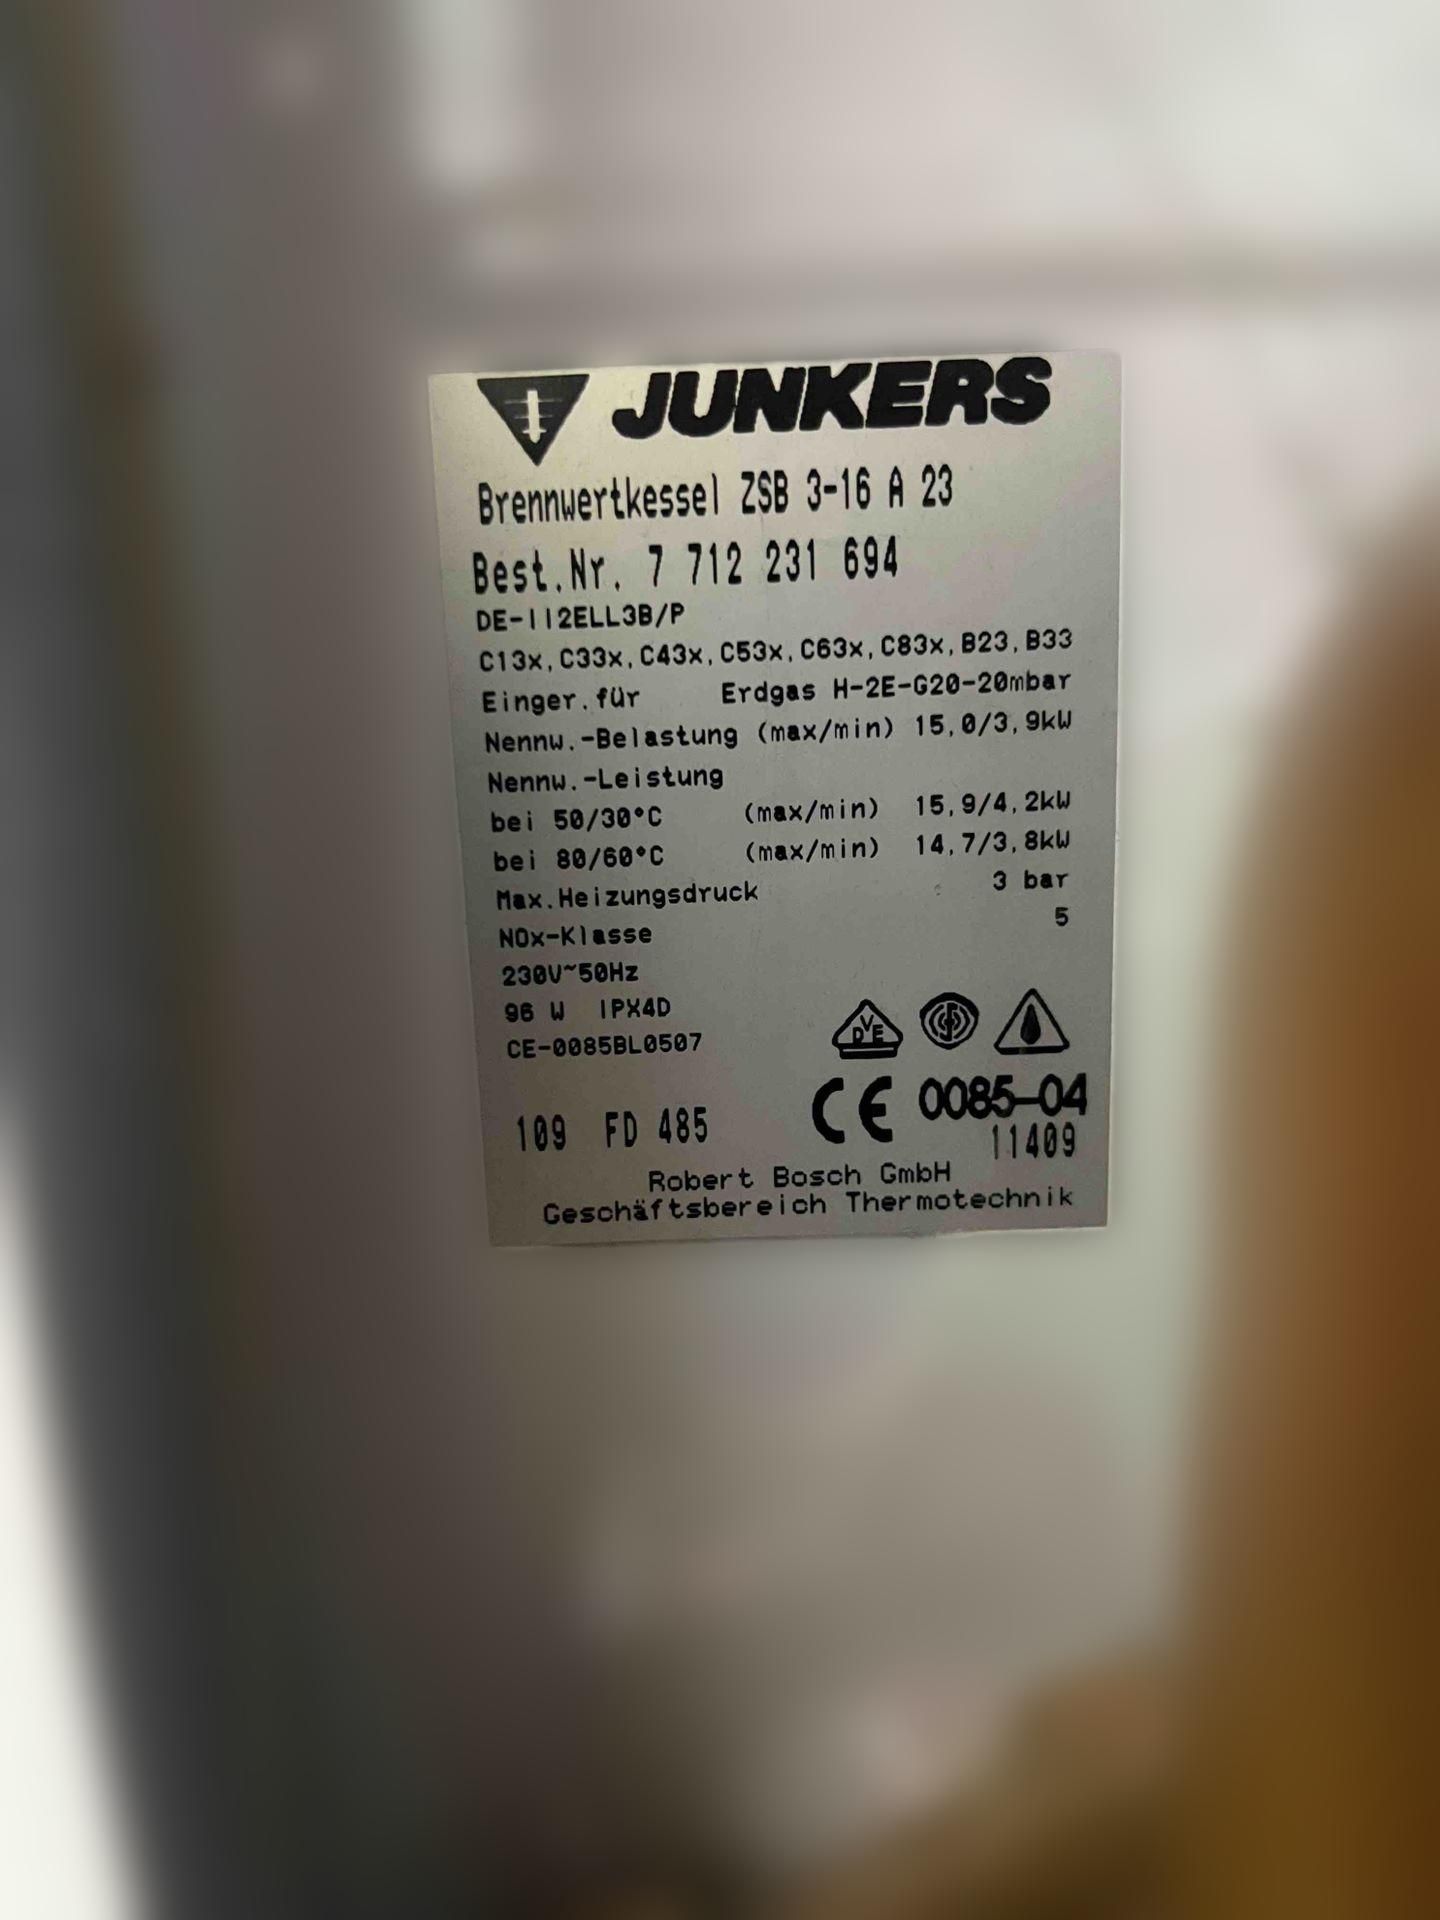 JUNKERS
Brennwertkessel ZSB 3-16 A 23
Best.Nr. 7 712 231 694
DE-II2ELL3B/P
C13x,C33x,C43x,C53x,C63x,C83x,B23,B33
Einger.für Erdgas H-2E-G20-20mbar
Nennw.-Belastung (max/min) 15,0/3,9kW
Nennw.-Leistung
bei 50/30°C (max/min) 15,9/4,2kW
bei 80/60°C (max/min) 14,7/3,8kW
Max.Heizungsdruck 3 bar
NOx-Klasse 5
230V~50Hz
96 W IPX4D
CE-0085BL0507
DVE
CE 0085-04
109 FD 485 11409
Robert Bosch GmbH
Geschäftsbereich Thermotechnik